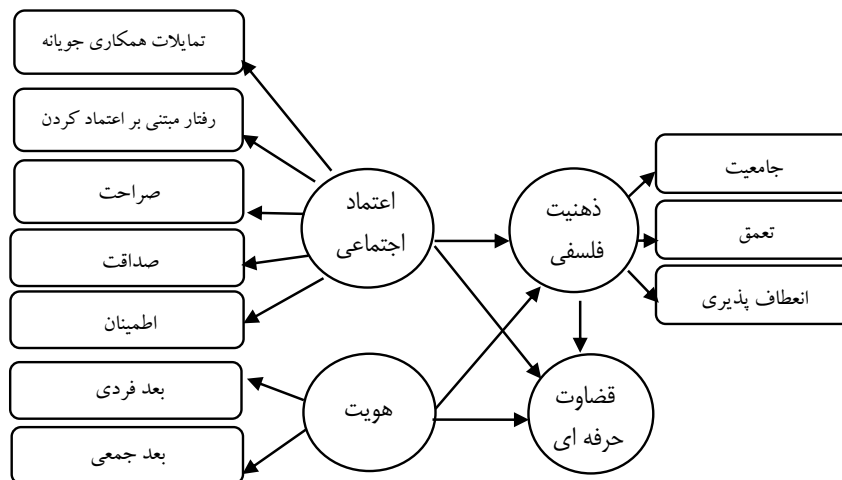 تمایلات همکاری جویانه
رفتار مبتنی بر اعتماد کردن
صراحت
صداقت
اطمینان
بعد فردی
بعد جمعی
اعتماد
اجتماعی
هویت
ذهنیت
فلسفی
قضاوت
حرفه ای
جامعیت
تعمق
انعطاف پذیری